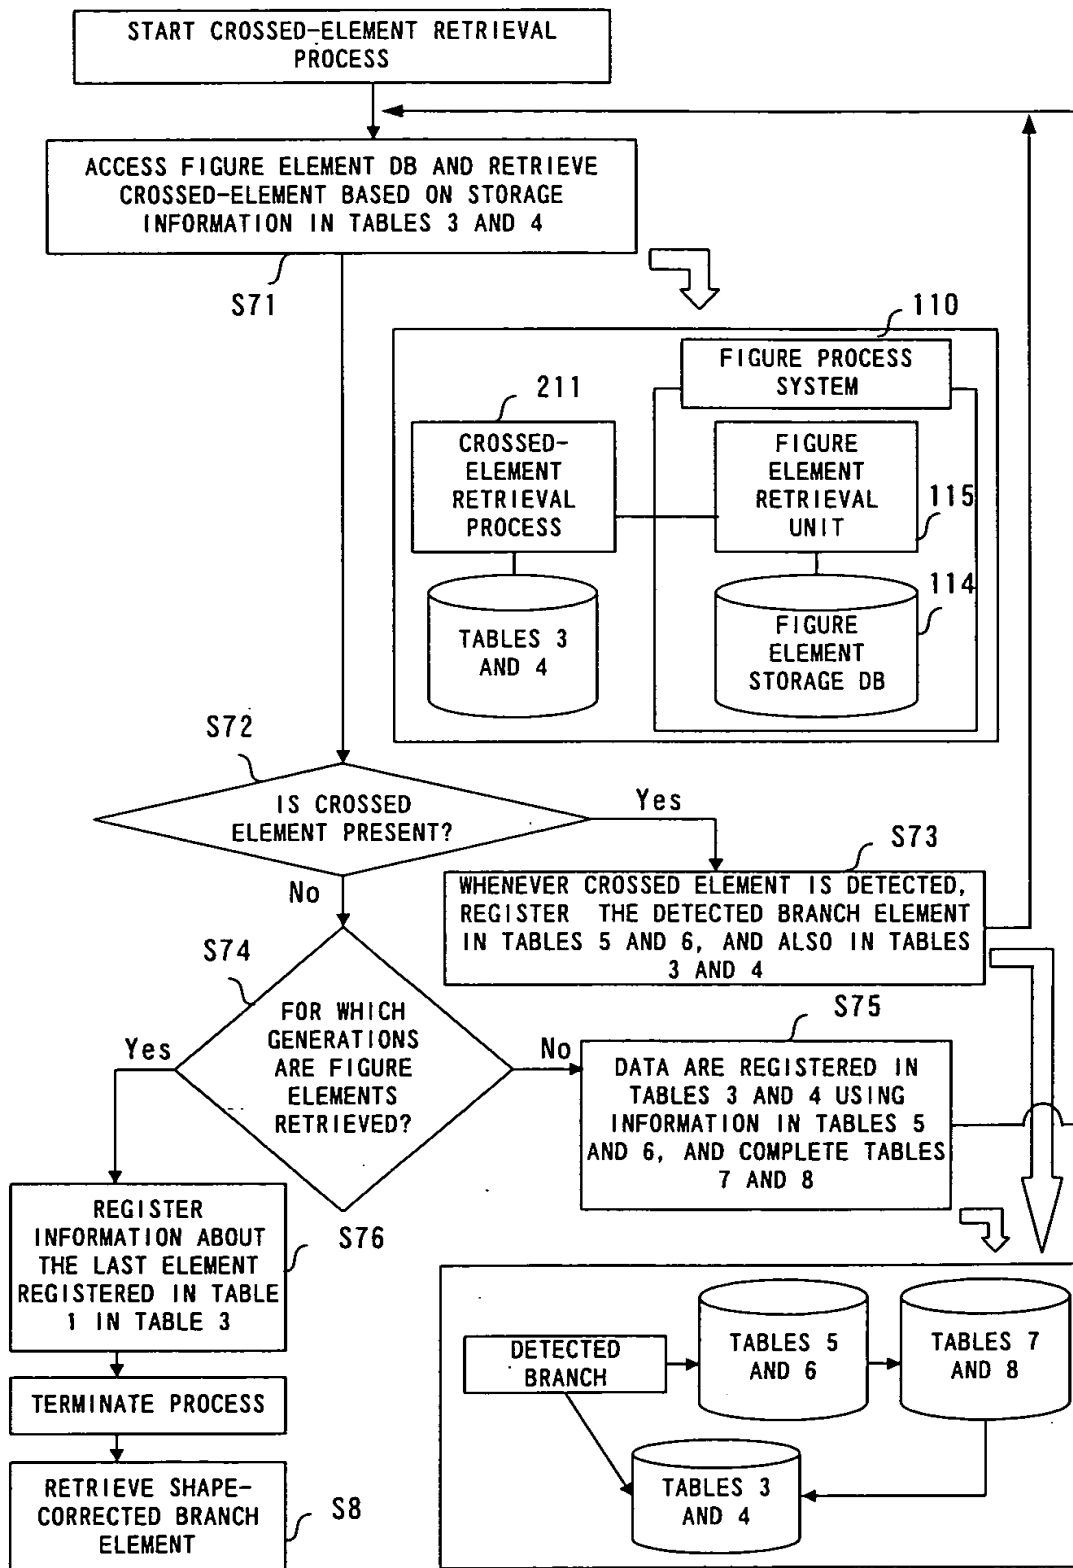 START CROSSED-ELEMENT RETRIEVAL
PROCESS
ACCESS FIGURE ELEMENT DB AND RETRIEVE
CROSSED-ELEMENT BASED ON STORAGE
INFORMATION IN TABLES 3 AND 4
S71
110
FIGURE PROCESS
SYSTEM
211
CROSSED-
ELEMENT
RETRIEVAL
PROCESS
FIGURE
ELEMENT
RETRIEVAL
UNIT
115
TABLES 3
AND 4
114
FIGURE
ELEMENT
STORAGE DB
S72
IS CROSSED
ELEMENT PRESENT?
Yes
No
S73
WHENEVER CROSSED ELEMENT IS DETECTED,
REGISTER THE DETECTED BRANCH ELEMENT
IN TABLES 5 AND 6, AND ALSO IN TABLES
3 AND 4
S74
FOR WHICH
GENERATIONS
ARE FIGURE
ELEMENTS
RETRIEVED?
Yes
No
S75
DATA ARE REGISTERED IN
TABLES 3 AND 4 USING
INFORMATION IN TABLES 5
AND 6, AND COMPLETE TABLES
7 AND 8
REGISTER
INFORMATION ABOUT
THE LAST ELEMENT
REGISTERED IN TABLE
1 IN TABLE 3
S76
TERMINATE PROCESS
RETRIEVE SHAPE-
CORRECTED BRANCH
ELEMENT
S8
DETECTED
BRANCH
TABLES 5
AND 6
TABLES 7
AND 8
TABLES 3
AND 4